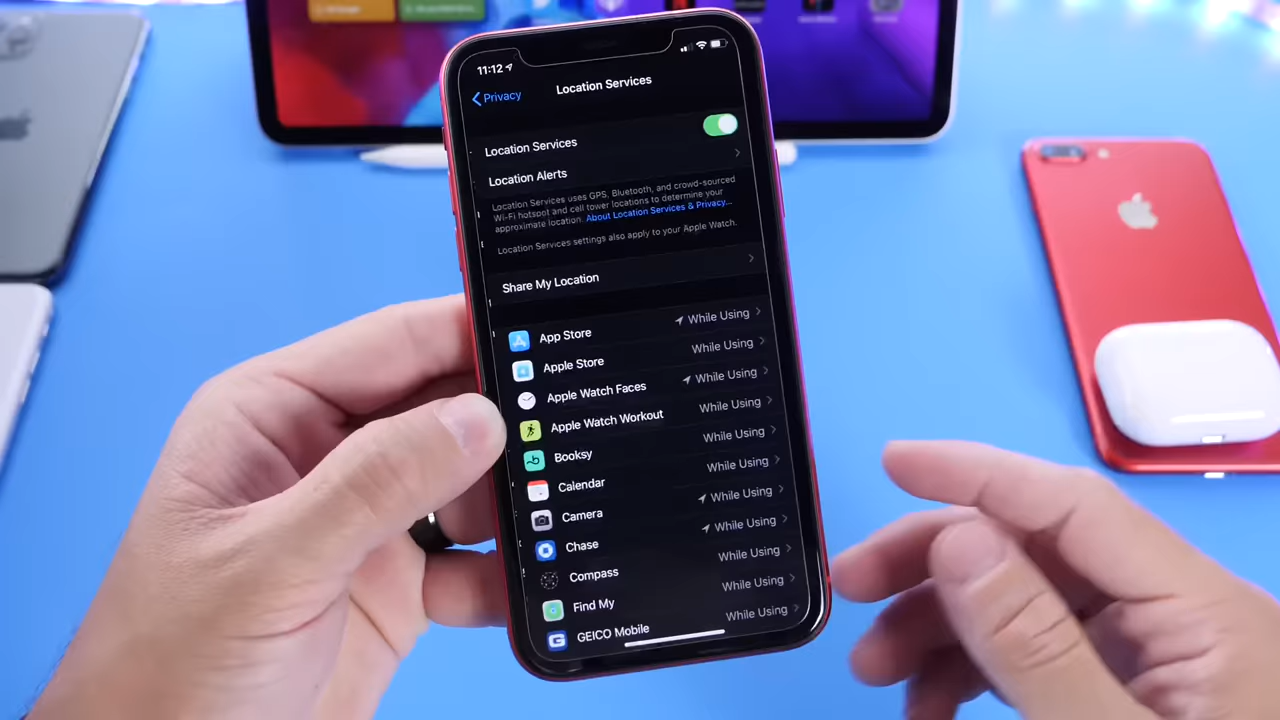 11:12
Privacy
Location Services
Location Services
Location Alerts
Location Services uses GPS, Bluetooth, and crowd-sourced
Wi-Fi hotspot and cell tower locations to determine your
approximate location. About Location Services & Privacy...
Location Services settings also apply to your Apple Watch.
Share My Location
App Store While Using
Apple Store While Using
Apple Watch Faces While Using
Apple Watch Workout While Using
Booksy While Using
Calendar While Using
Camera While Using
Chase While Using
Compass While Using
Find My While Using
GEICO Mobile While Using